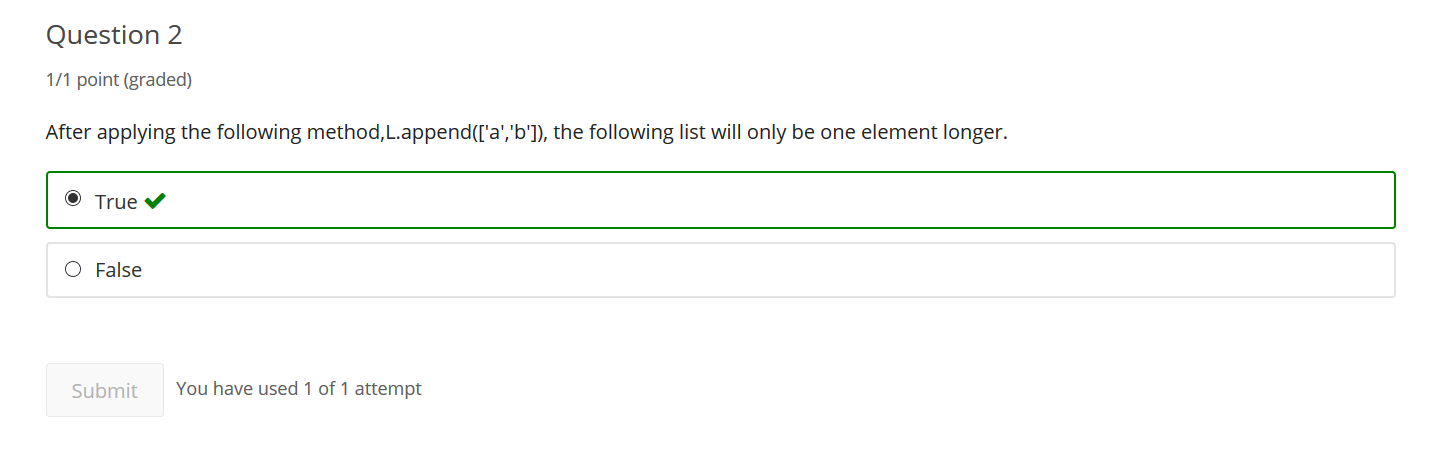 Question 2
1/1 point (graded)
After applying the following method,L.append(['a','b']), the following list will only be one element longer.
True
False
Submit
You have used 1 of 1 attempt